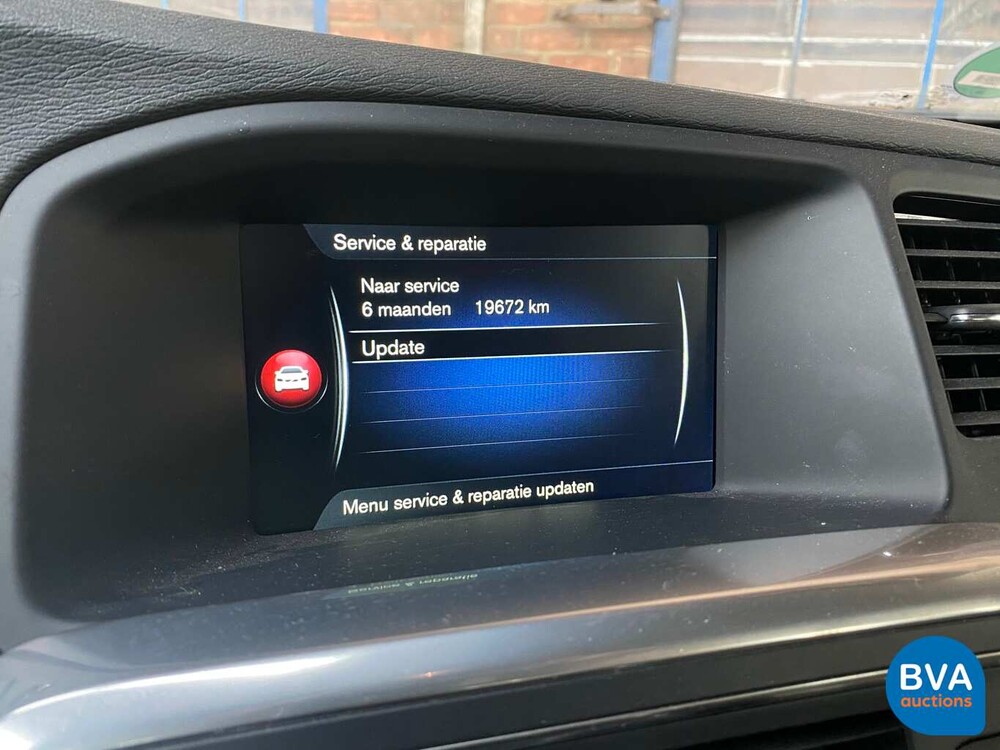 Service & reparatie
Naar service
6 maanden 19672 km
Update
Menu service & reparatie updaten
BVA
auctions